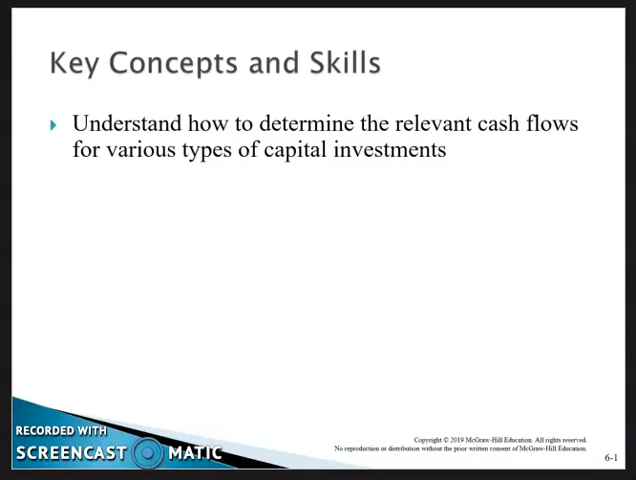 Key Concepts and Skills
Understand how to determine the relevant cash flows
for various types of capital investments
RECORDED WITH
SCREENCAST MATIC
Copyright © 2019 McGraw-Hill Education. All rights reserved.
No reproduction or distribution without the prior written consent of McGraw-Hill Education.
6-1